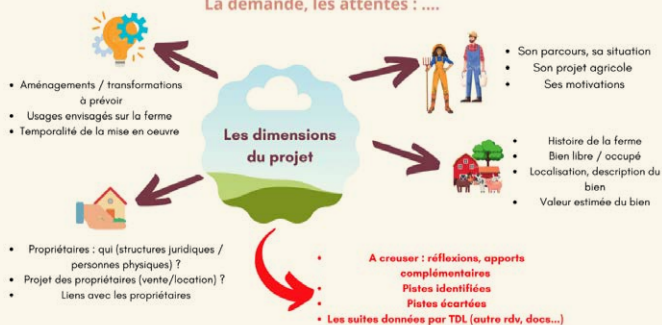 La demande, les attentes : ....
• Aménagements / transformations
à prévoir
• Usages envisagés sur la ferme
• Temporalité de la mise en oeuvre
• Son parcours, sa situation
• Son projet agricole
• Ses motivations
Les dimensions
du projet
• Histoire de la ferme
• Bien libre / occupé
• Localisation, description du
bien
• Valeur estimée du bien
• Propriétaires : qui (structures juridiques /
personnes physiques) ?
• Projet des propriétaires (vente/location) ?
• Liens avec les propriétaires
• A creuser : réflexions, apports
complémentaires
• Pistes identifiées
• Pistes écartées
• Les suites données par TDL (autre rdv, docs...)